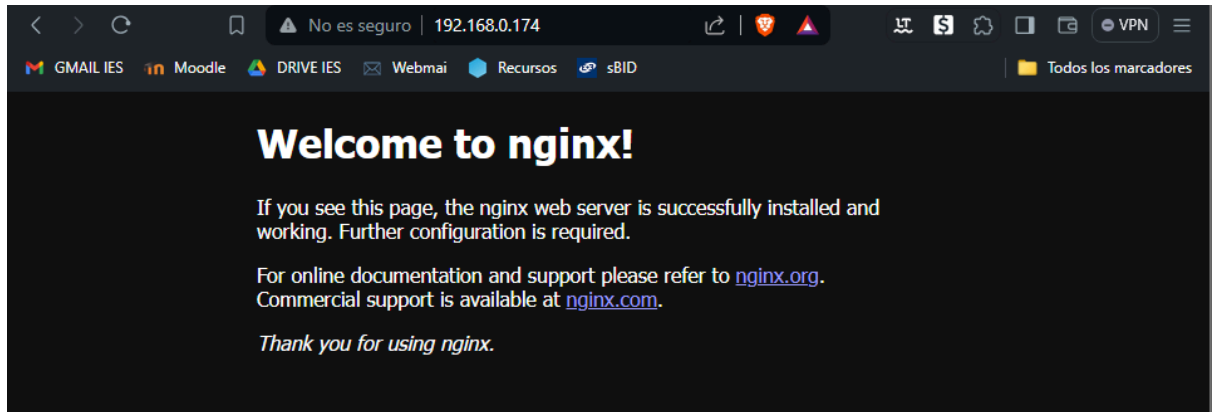 No es seguro 192.168.0.174 VPN
GMAIL IES Moodle DRIVE IES Webmai Recursos sBID Todos los marcadores
Welcome to nginx!
If you see this page, the nginx web server is successfully installed and
working. Further configuration is required.
For online documentation and support please refer to nginx.org.
Commercial support is available at nginx.com.
Thank you for using nginx.